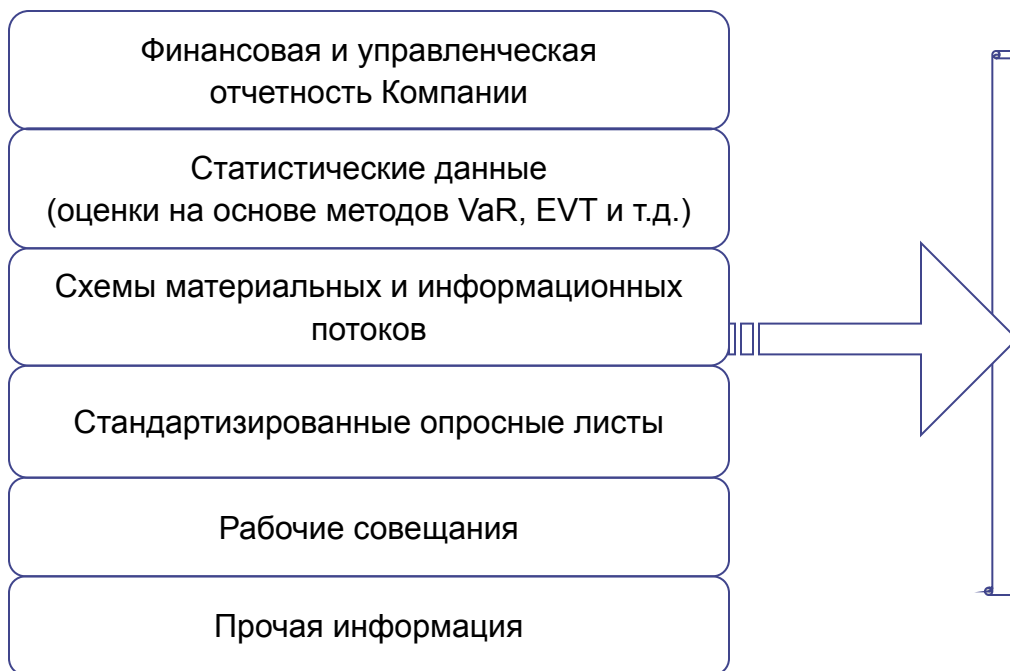 Финансовая и управленческая
отчетность Компании
Статистические данные
(оценки на основе методов VaR, EVT и т.д.)
Схемы материальных и информационных
потоков
Стандартизированные опросные листы
Рабочие совещания
Прочая информация